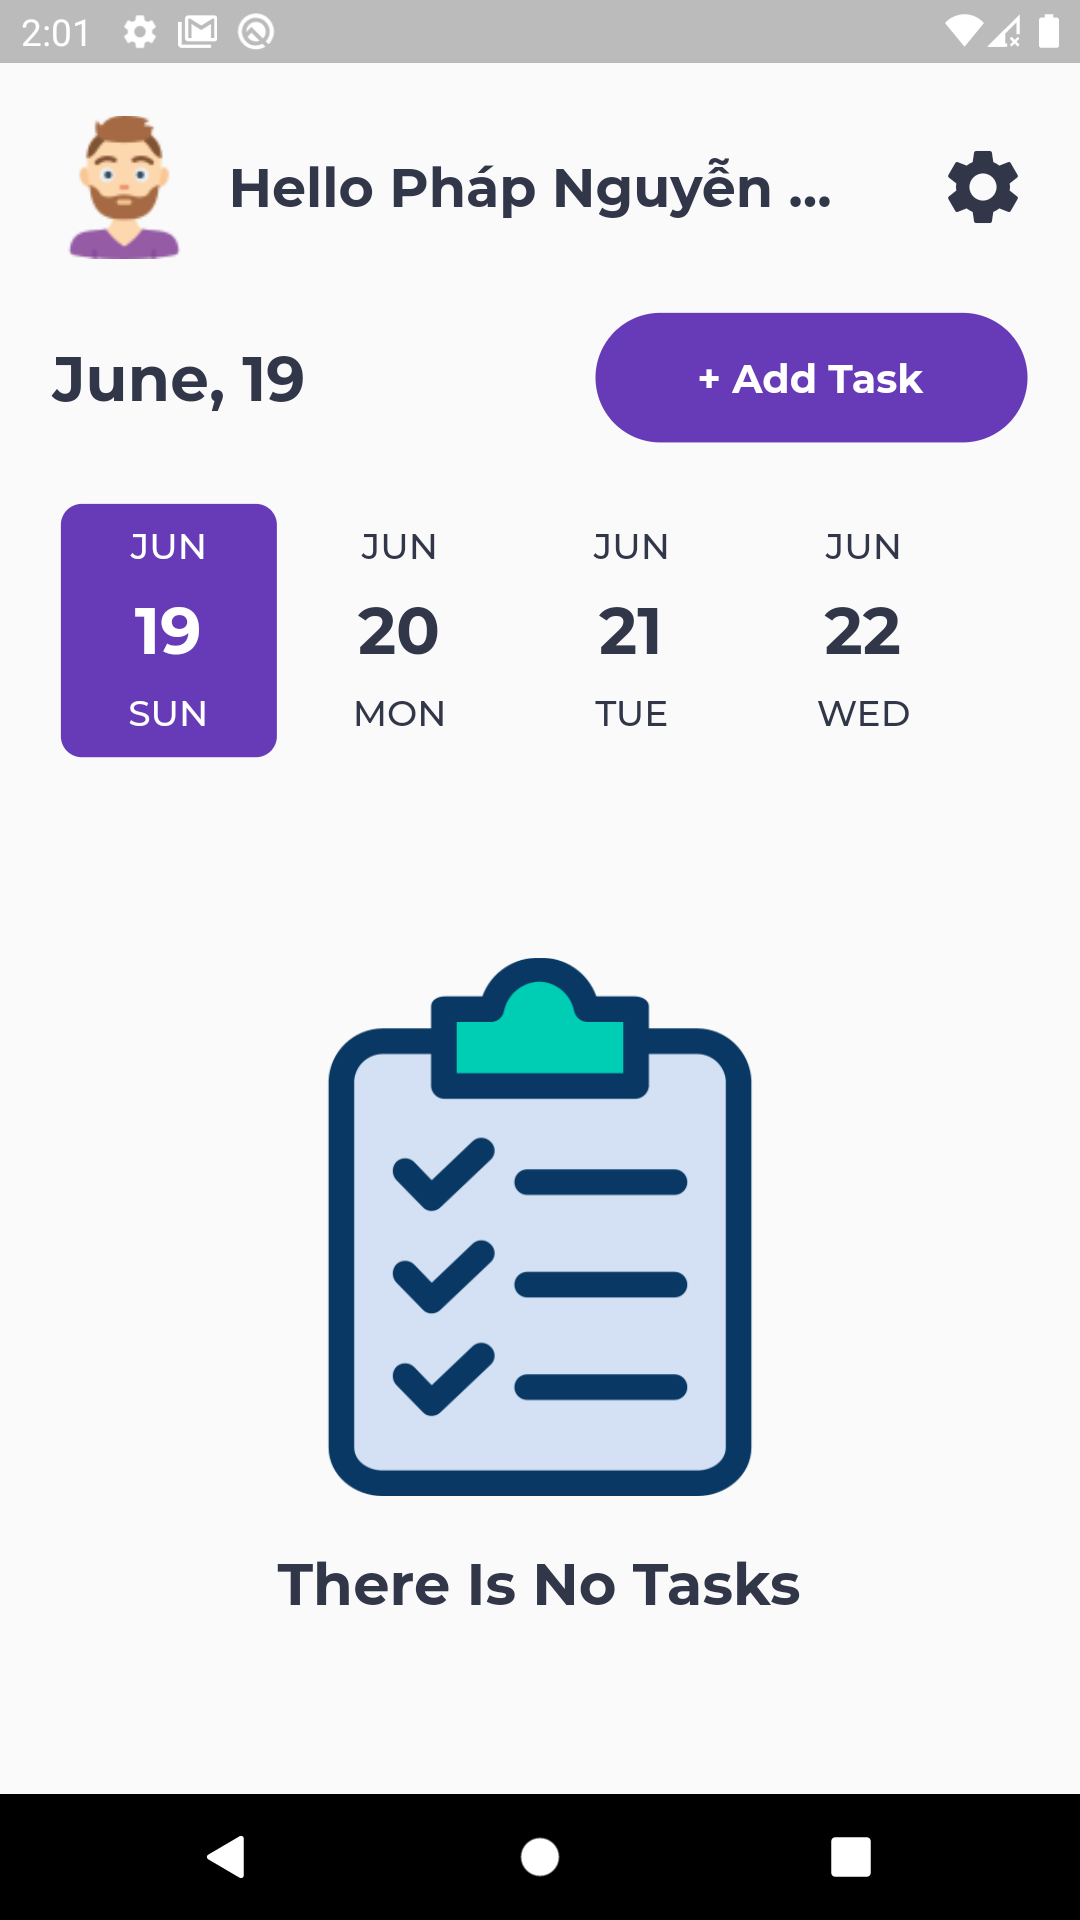 2:01
Hello Pháp Nguyễn ...
June, 19
+ Add Task
JUN JUN JUN JUN
19 20 21 22
SUN MON TUE WED
There Is No Tasks